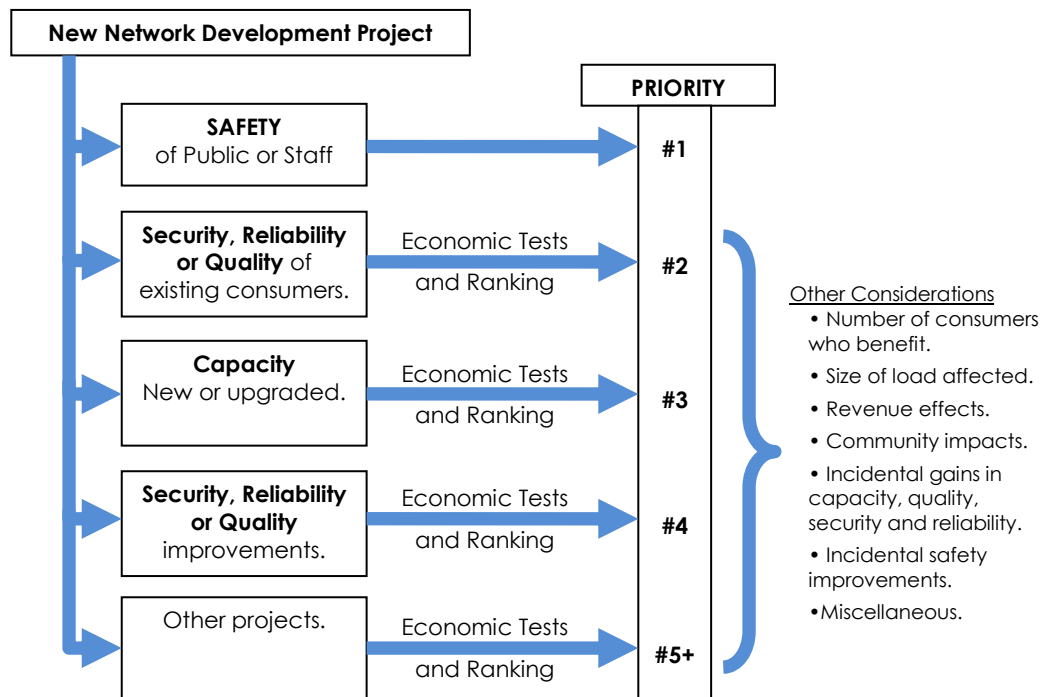 New Network Development Project
PRIORITY
SAFETY
of Public or Staff
#1
Security, Reliability
or Quality of
existing consumers.
Economic Tests
and Ranking
#2
Capacity
New or upgraded.
Economic Tests
and Ranking
#3
Security, Reliability
or Quality
improvements.
Economic Tests
and Ranking
#4
Other projects.
Economic Tests
and Ranking
#5+
Other Considerations
• Number of consumers
who benefit.
• Size of load affected.
• Revenue effects.
• Community impacts.
• Incidental gains in
capacity, quality,
security and reliability.
• Incidental safety
improvements.
•Miscellaneous.